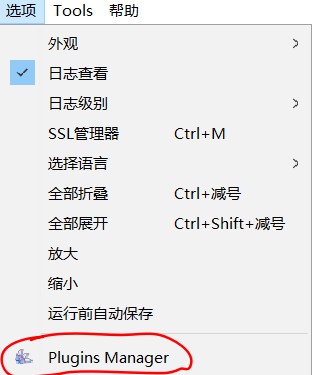 选项 Tools 帮助
外观
日志查看
日志级别
SSL管理器 Ctrl+M
选择语言
全部折叠 Ctrl+减号
全部展开 Ctrl+Shift+减号
放大
缩小
运行前自动保存
Plugins Manager